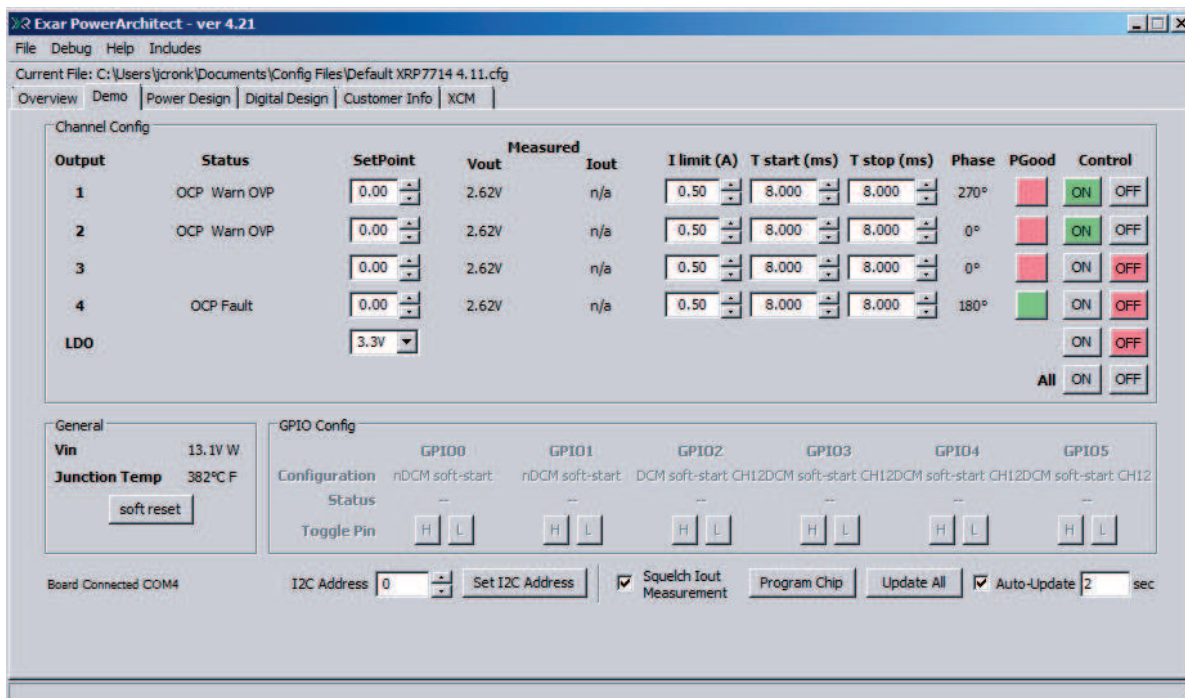 Exar PowerArchitect - ver 4.21
File Debug Help Includes
Current File: C:\Users\jcronk\Documents\Config Files\Default XRP7714 4.11.cfg
Overview Demo Power Design Digital Design Customer Info XCM
Channel Config
Measured
Output Status SetPoint Vout Iout I limit (A) T start (ms) T stop (ms) Phase PGood Control
1 OCP Warn OVP 0.00 2.62V n/a 0.50 8.000 8.000 270° ON OFF
2 OCP Warn OVP 0.00 2.62V n/a 0.50 8.000 8.000 0° ON OFF
3 0.00 2.62V n/a 0.50 8.000 8.000 0° ON OFF
4 OCP Fault 0.00 2.62V n/a 0.50 8.000 8.000 180° ON OFF
LDO 3.3V ON OFF
All ON OFF
General
Vin 13.1V W
Junction Temp 382°C F
soft reset
GPIO Config
GPIO0 GPIO1 GPIO2 GPIO3 GPIO4 GPIO5
Configuration nDCM soft-start nDCM soft-start DCM soft-start CH12DCM soft-start CH12DCM soft-start CH12DCM soft-start CH12
Status -- -- -- -- -- --
Toggle Pin H L H L H L H L H L H L
Board Connected COM4 I2C Address 0 Set I2C Address Squelch Iout Measurement Program Chip Update All Auto-Update 2 sec